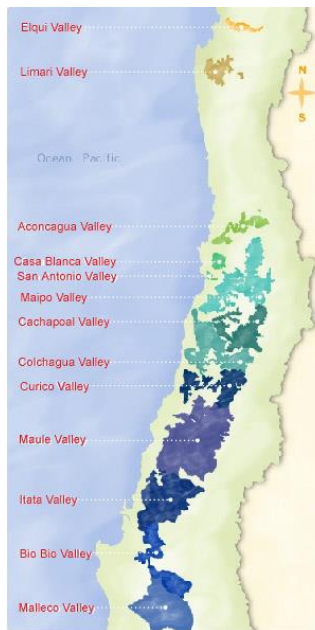 Elqui Valley
Limari Valley
N
S
Ocean Pacific
Aconcagua Valley
Casa Blanca Valley
San Antonio Valley
Maipo Valley
Cachapoal Valley
Colchagua Valley
Curico Valley
Maule Valley
Itata Valley
Bio Bio Valley
Malleco Valley